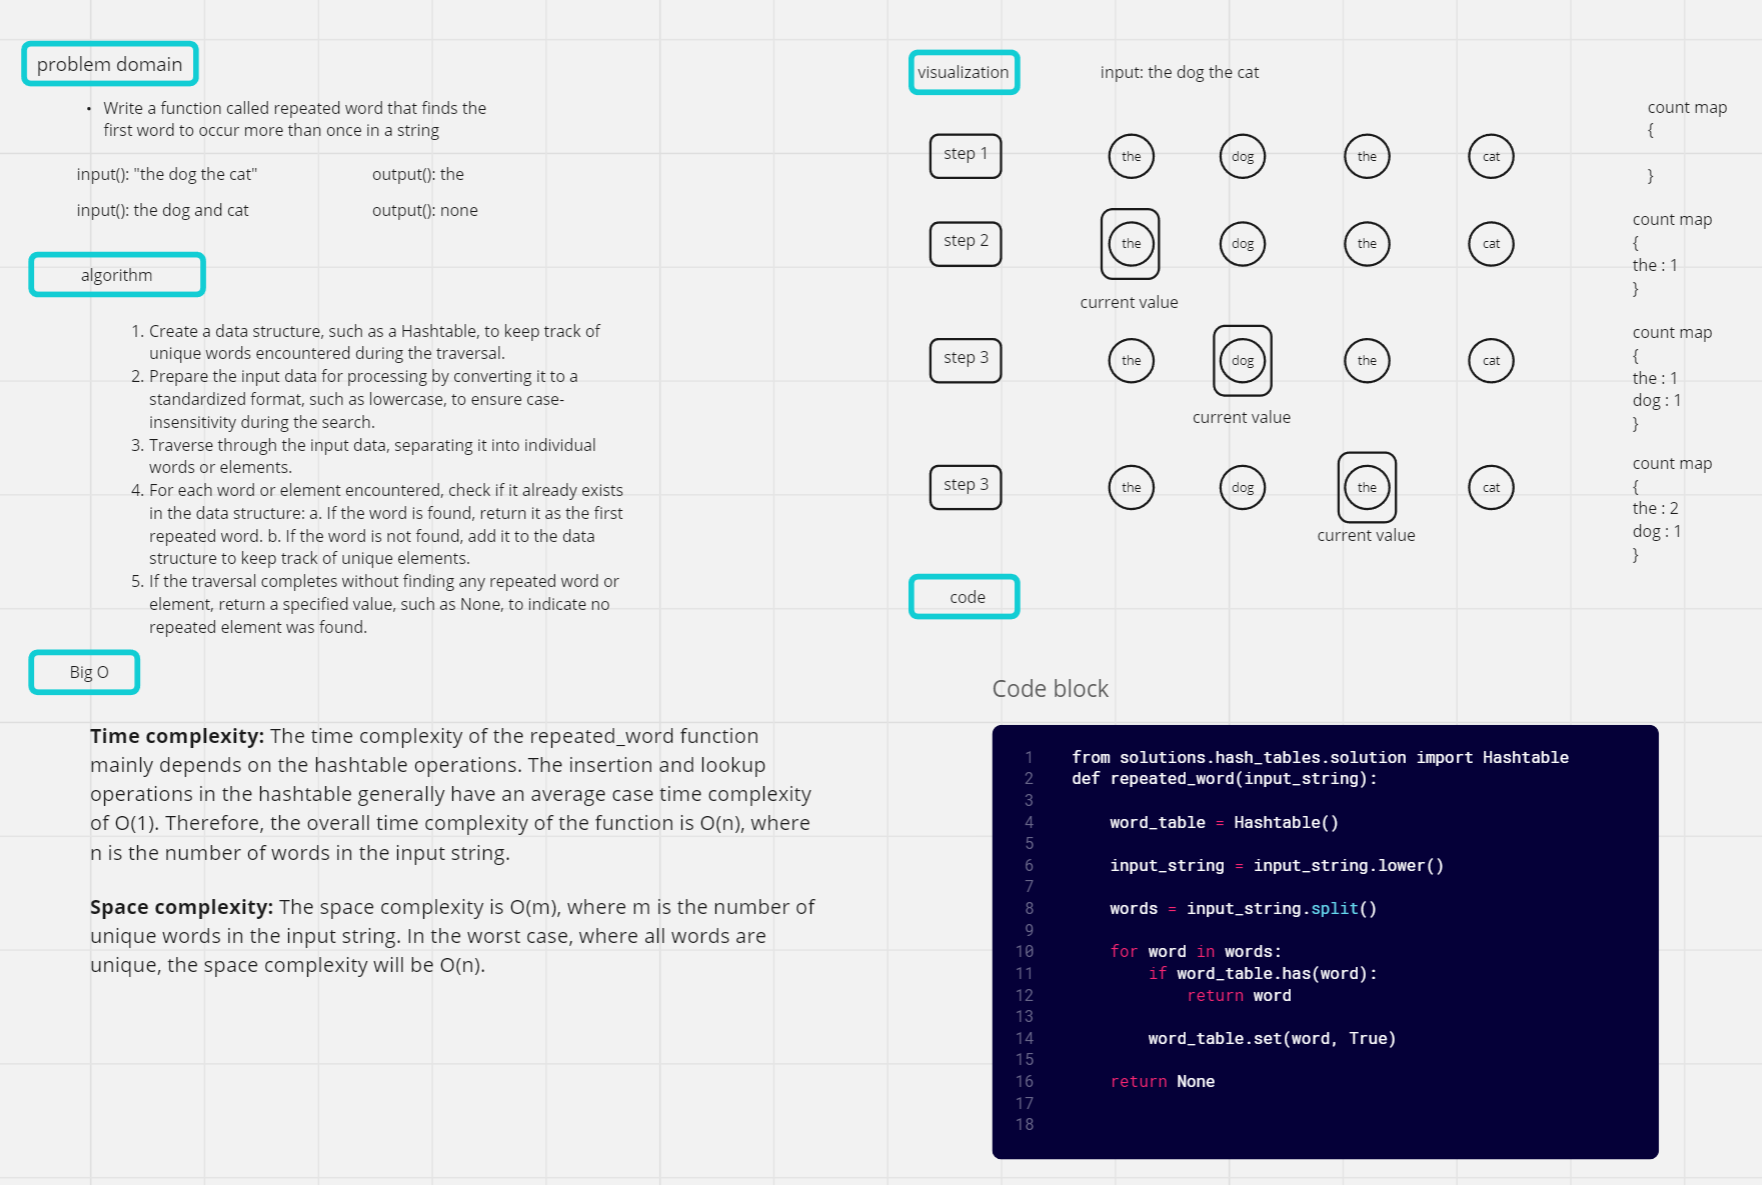 problem domain
• Write a function called repeated word that finds the
first word to occur more than once in a string
input(): "the dog the cat" output(): the
input(): the dog and cat output(): none
algorithm
1. Create a data structure, such as a Hashtable, to keep track of
unique words encountered during the traversal.
2. Prepare the input data for processing by converting it to a
standardized format, such as lowercase, to ensure case-
insensitivity during the search.
3. Traverse through the input data, separating it into individual
words or elements.
4. For each word or element encountered, check if it already exists
in the data structure: a. If the word is found, return it as the first
repeated word. b. If the word is not found, add it to the data
structure to keep track of unique elements.
5. If the traversal completes without finding any repeated word or
element, return a specified value, such as None, to indicate no
repeated element was found.
Big O
Time complexity: The time complexity of the repeated_word function
mainly depends on the hashtable operations. The insertion and lookup
operations in the hashtable generally have an average case time complexity
of O(1). Therefore, the overall time complexity of the function is O(n), where
n is the number of words in the input string.
Space complexity: The space complexity is O(m), where m is the number of
unique words in the input string. In the worst case, where all words are
unique, the space complexity will be O(n).
visualization input: the dog the cat
step 1 the dog the cat
count map
{
}
step 2 the dog the cat
current value
count map
{
the : 1
}
step 3 the dog the cat
current value
count map
{
the : 1
dog : 1
}
step 3 the dog the cat
current value
count map
{
the : 2
dog : 1
}
code
Code block
1 from solutions.hash_tables.solution import Hashtable
2 def repeated_word(input_string):
3
4 word_table = Hashtable()
5
6 input_string = input_string.lower()
7
8 words = input_string.split()
9
10 for word in words:
11 if word_table.has(word):
12 return word
13
14 word_table.set(word, True)
15
16 return None
17
18